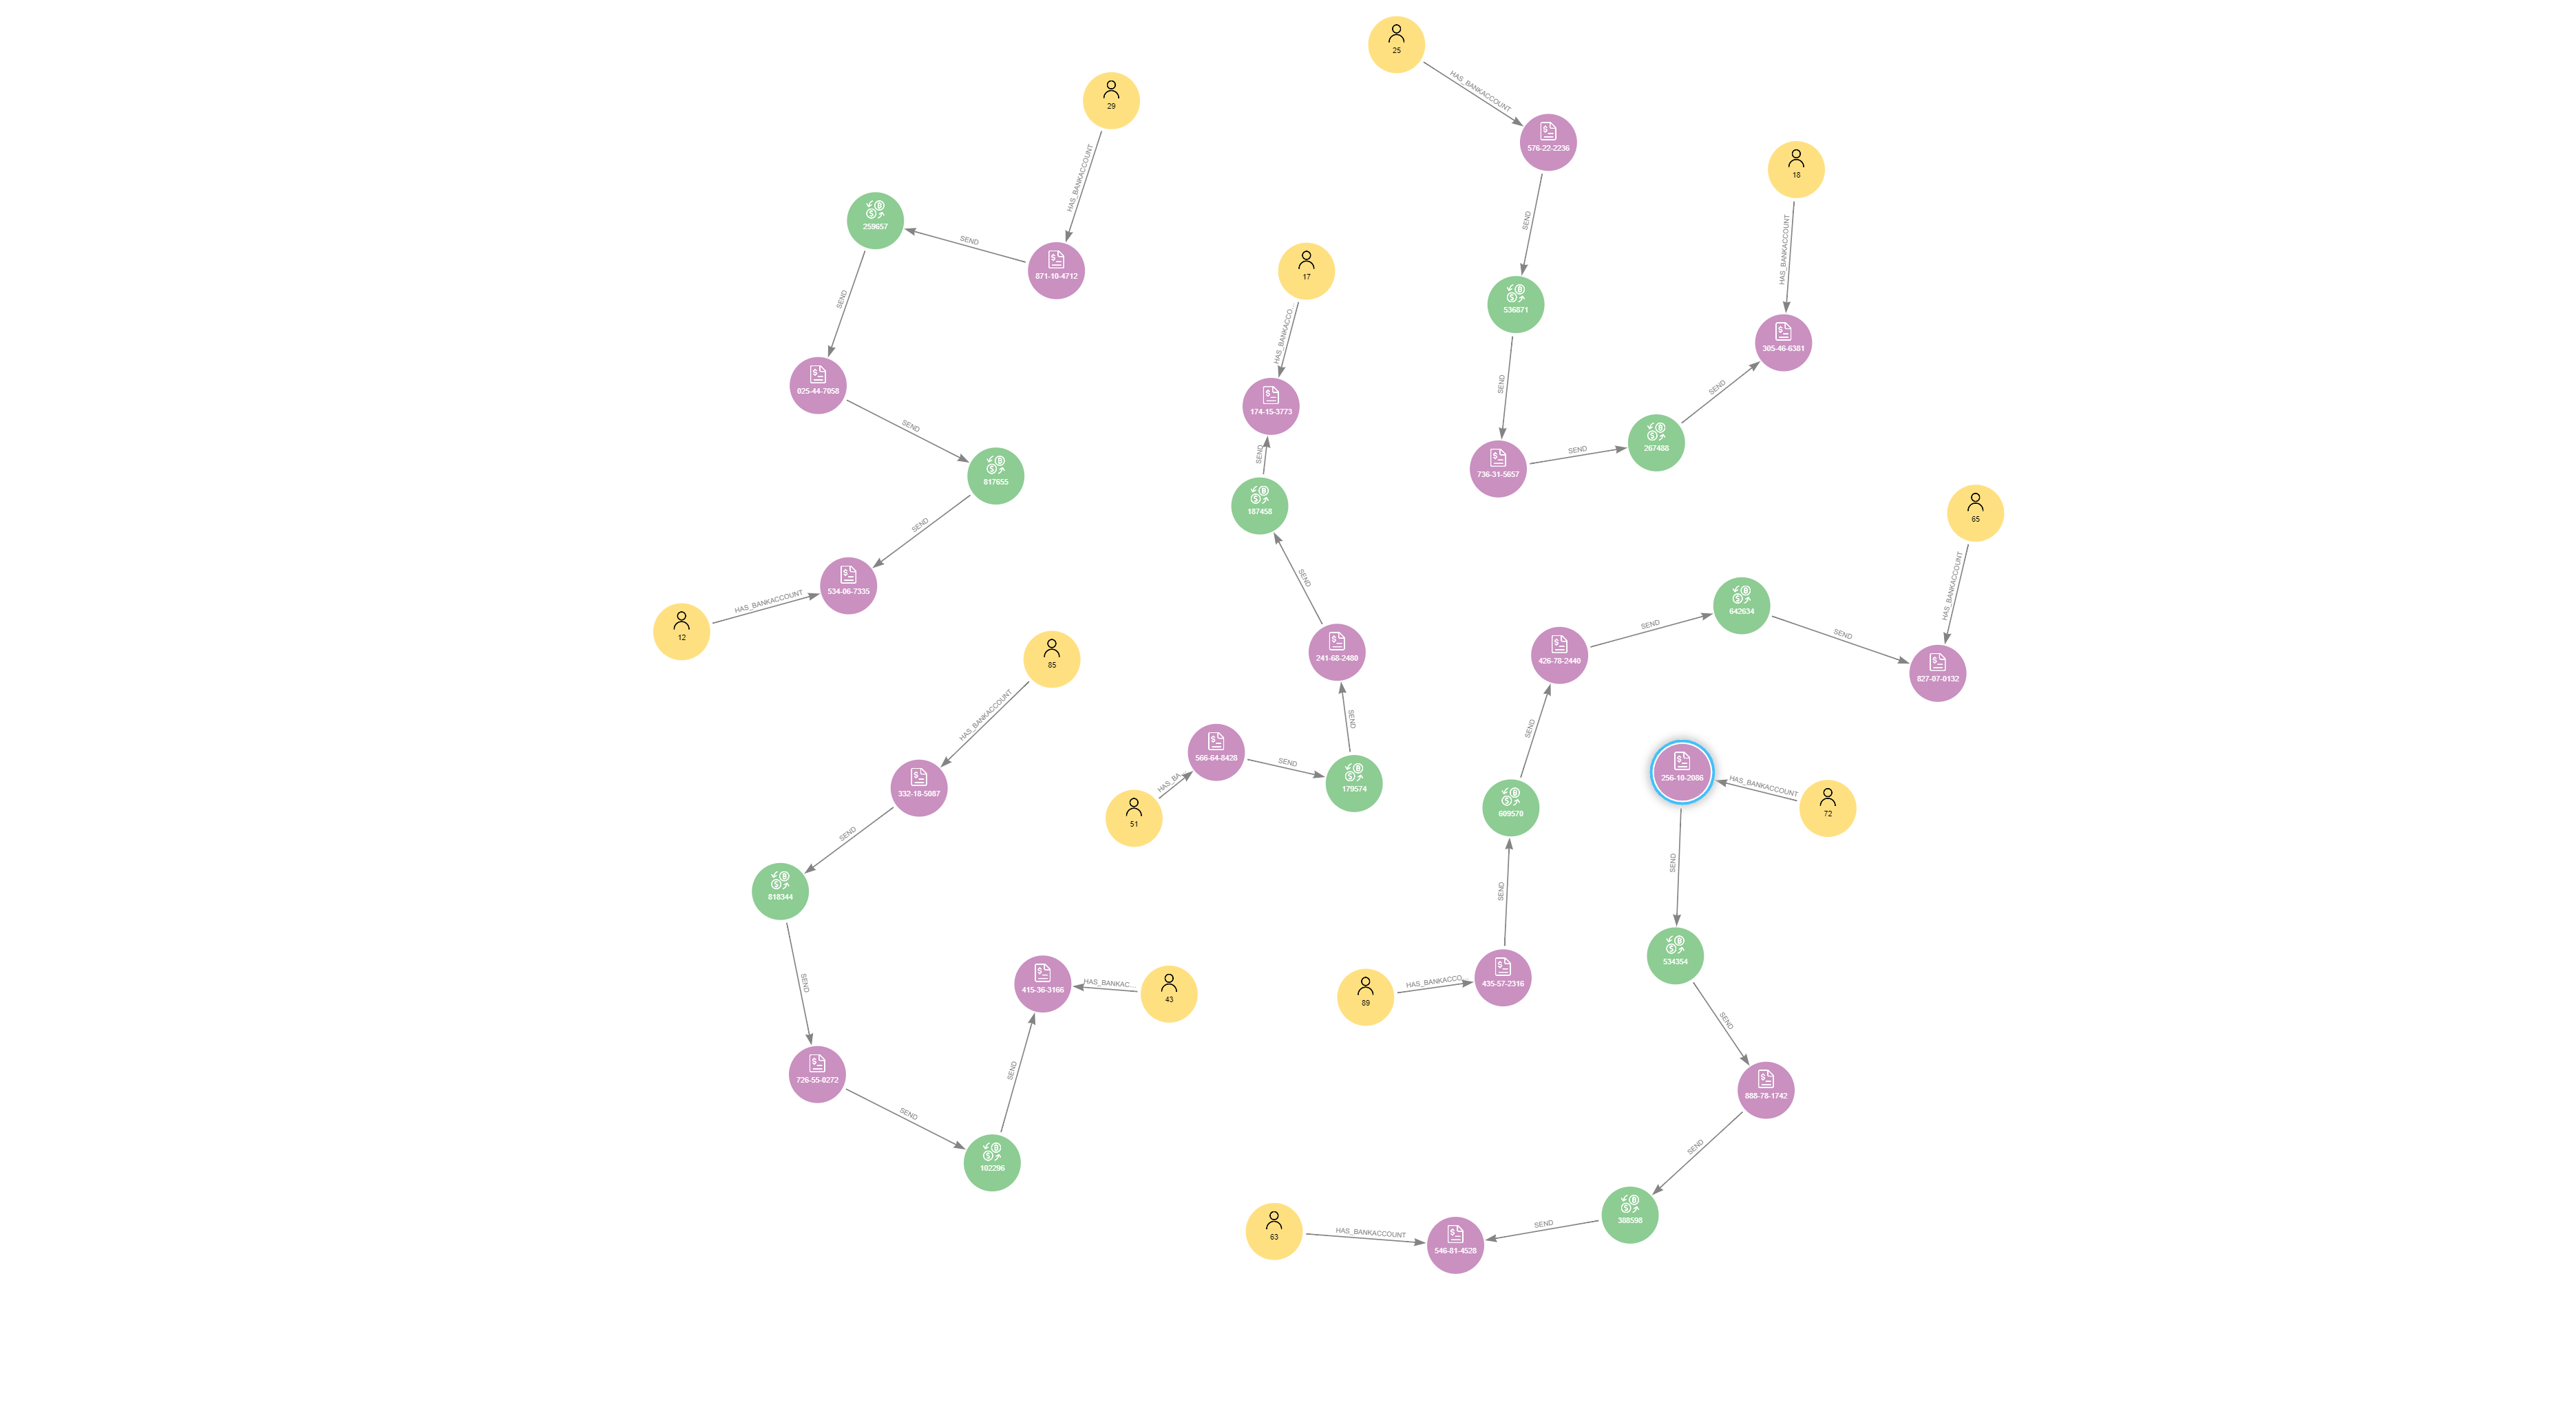 25
HAS_BANKACCOUNT
576-22-2236
SEND
536871
SEND
736-31-5657
SEND
267488
SEND
305-46-6381
HAS_BANKACCOUNT
18
29
HAS_BANKACCOUNT
871-10-4712
SEND
259657
SEND
025-44-7058
SEND
817655
SEND
534-06-7335
HAS_BANKACCOUNT
12
17
HAS_BANKACCO...
174-15-3773
SEND
187458
SEND
241-68-2480
SEND
179574
SEND
566-64-8428
HAS_BA...
51
65
HAS_BANKACCOUNT
827-07-0132
SEND
642634
SEND
426-78-2440
SEND
609570
SEND
435-57-2316
HAS_BANKACCO...
89
85
HAS_BANKACCOUNT
332-18-5087
SEND
818344
SEND
726-55-0272
SEND
102296
SEND
415-36-3166
HAS_BANKAC...
43
256-10-2086
HAS_BANKACCOUNT
72
SEND
534354
SEND
888-78-1742
SEND
388598
SEND
546-81-4528
HAS_BANKACCOUNT
63